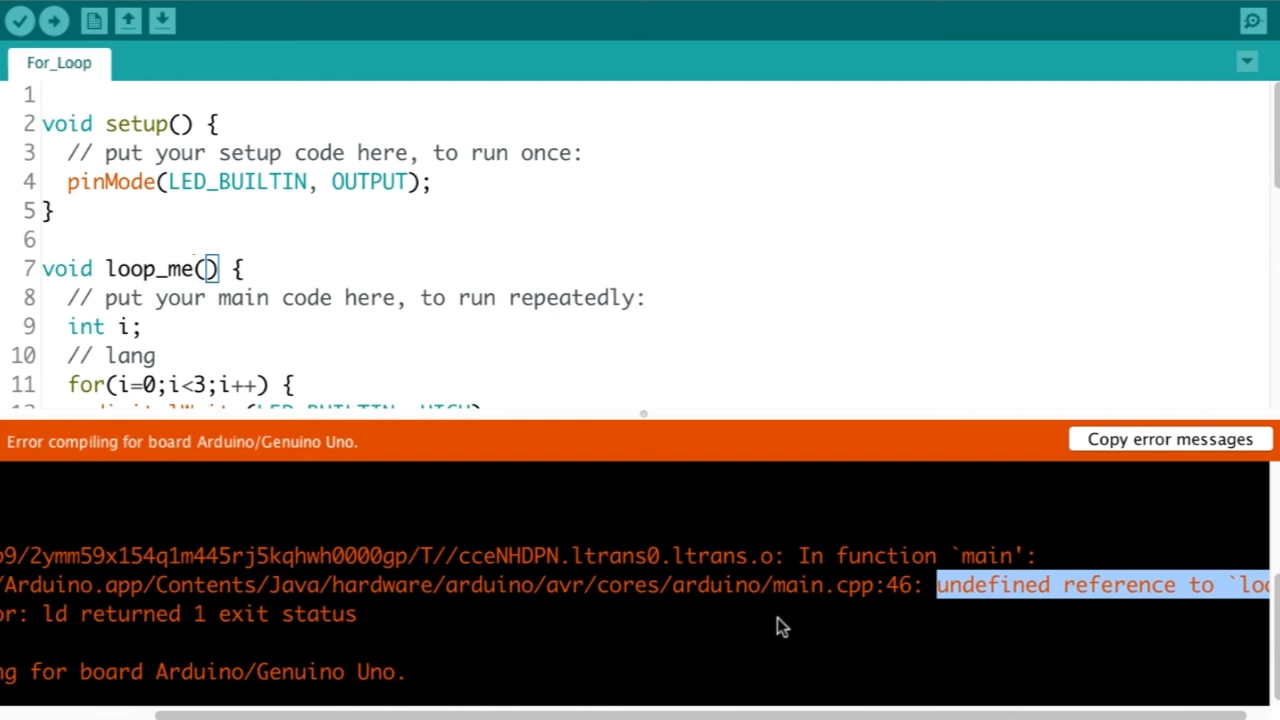 For_Loop
1
2 void setup() {
3 // put your setup code here, to run once:
4 pinMode(LED_BUILTIN, OUTPUT);
5 }
6
7 void loop_me() {
8 // put your main code here, to run repeatedly:
9 int i;
10 // lang
11 for(i=0;i<3;i++) {
Error compiling for board Arduino/Genuino Uno.
Copy error messages
9/2ymm59x154q1m445rj5kqhwh0000gp/T//cceNHDPN.ltrans0.ltrans.o: In function `main':
/Arduino.app/Contents/Java/hardware/arduino/avr/cores/arduino/main.cpp:46: undefined reference to `loo
or: ld returned 1 exit status
ng for board Arduino/Genuino Uno.